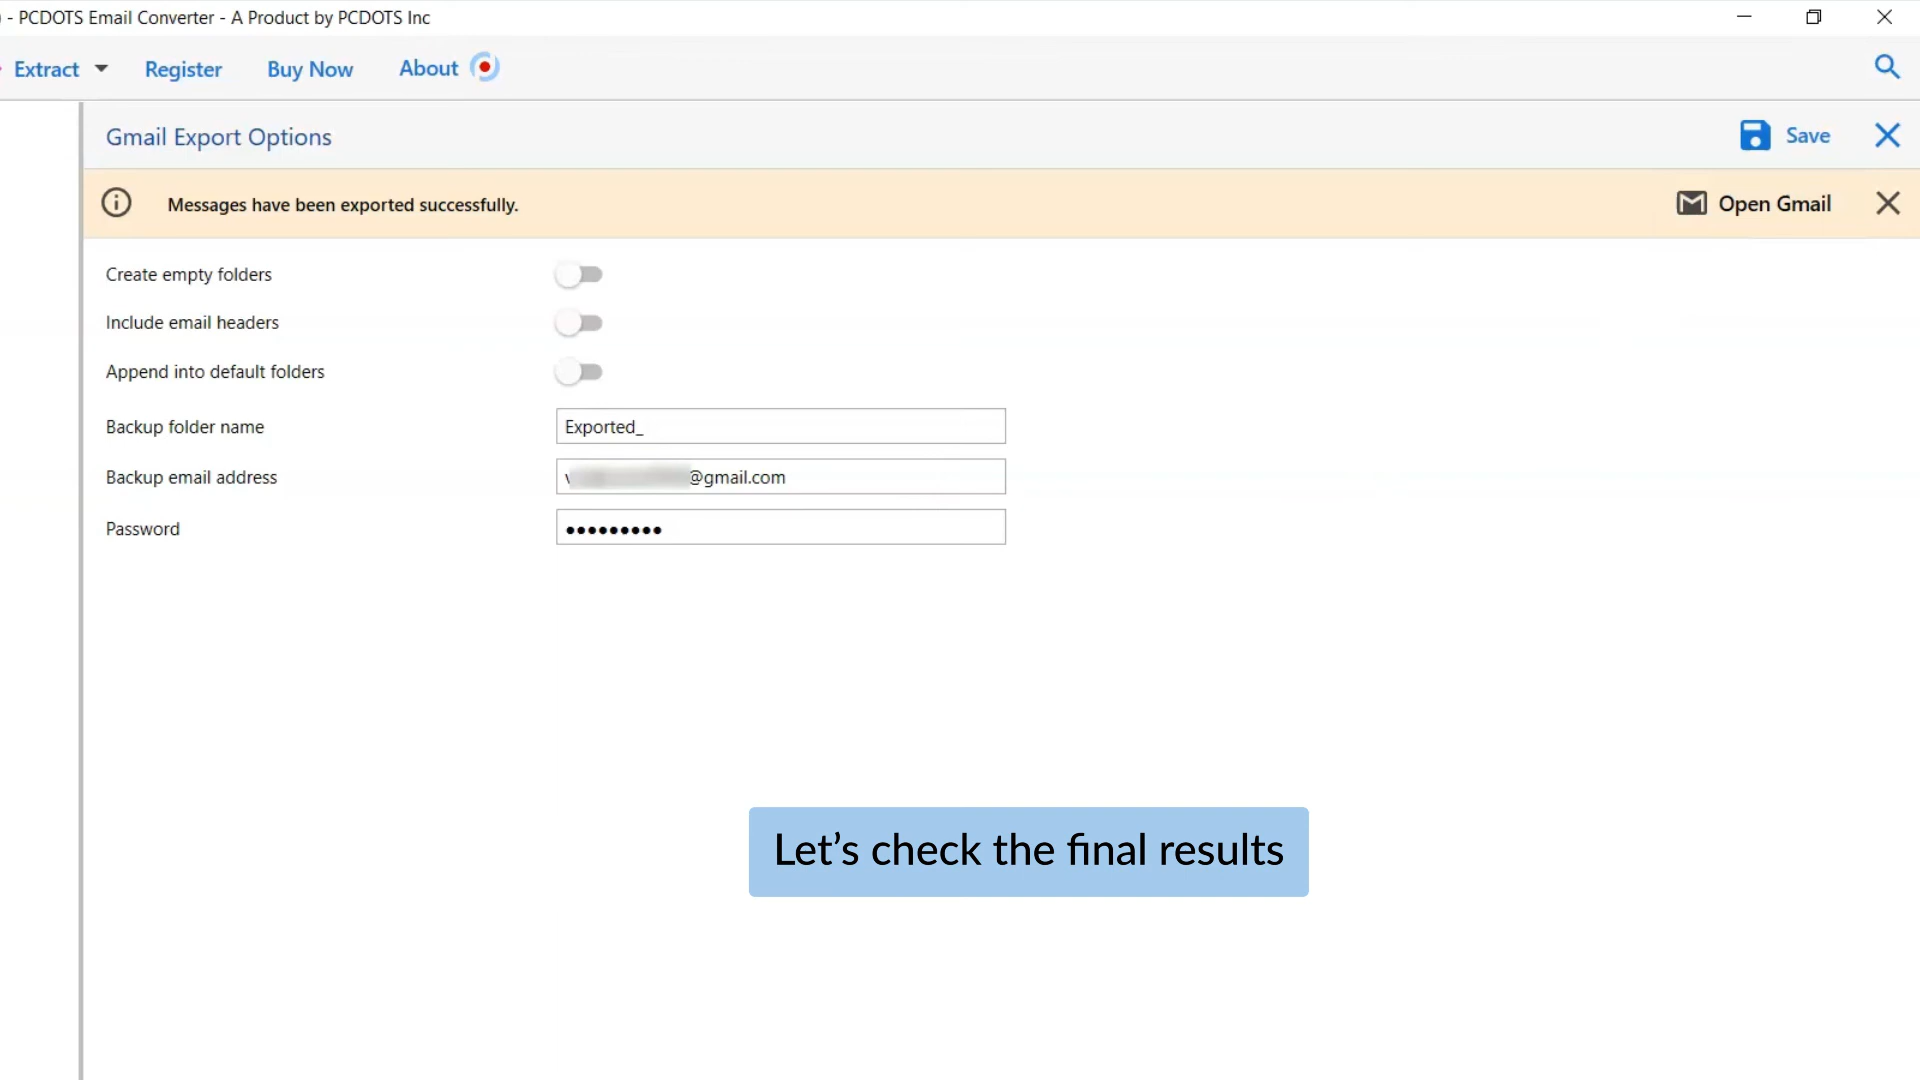 - PCDOTS Email Converter - A Product by PCDOTS Inc
Extract Register Buy Now About
Gmail Export Options Save
Messages have been exported successfully. Open Gmail
Create empty folders
Include email headers
Append into default folders
Backup folder name Exported_
Backup email address @gmail.com
Password •••••••••
Let’s check the final results